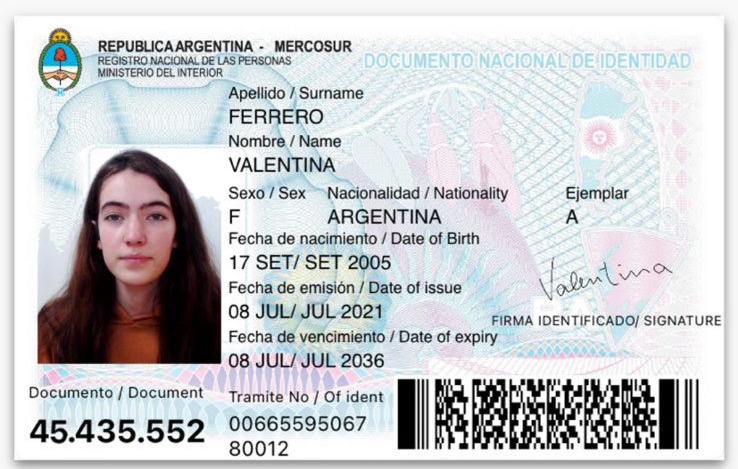 REPUBLICA ARGENTINA - MERCOSUR
REGISTRO NACIONAL DE LAS PERSONAS
MINISTERIO DEL INTERIOR
DOCUMENTO NACIONAL DE IDENTIDAD
Apellido / Surname
FERRERO
Nombre / Name
VALENTINA
Sexo / Sex Nacionalidad / Nationality Ejemplar
F ARGENTINA A
Fecha de nacimiento / Date of Birth
17 SET/ SET 2005
Fecha de emisión / Date of issue
08 JUL/ JUL 2021
Valentina
FIRMA IDENTIFICADO/ SIGNATURE
Fecha de vencimiento / Date of expiry
08 JUL/ JUL 2036
Documento / Document
45.435.552
Tramite No / Of ident
00665595067
80012